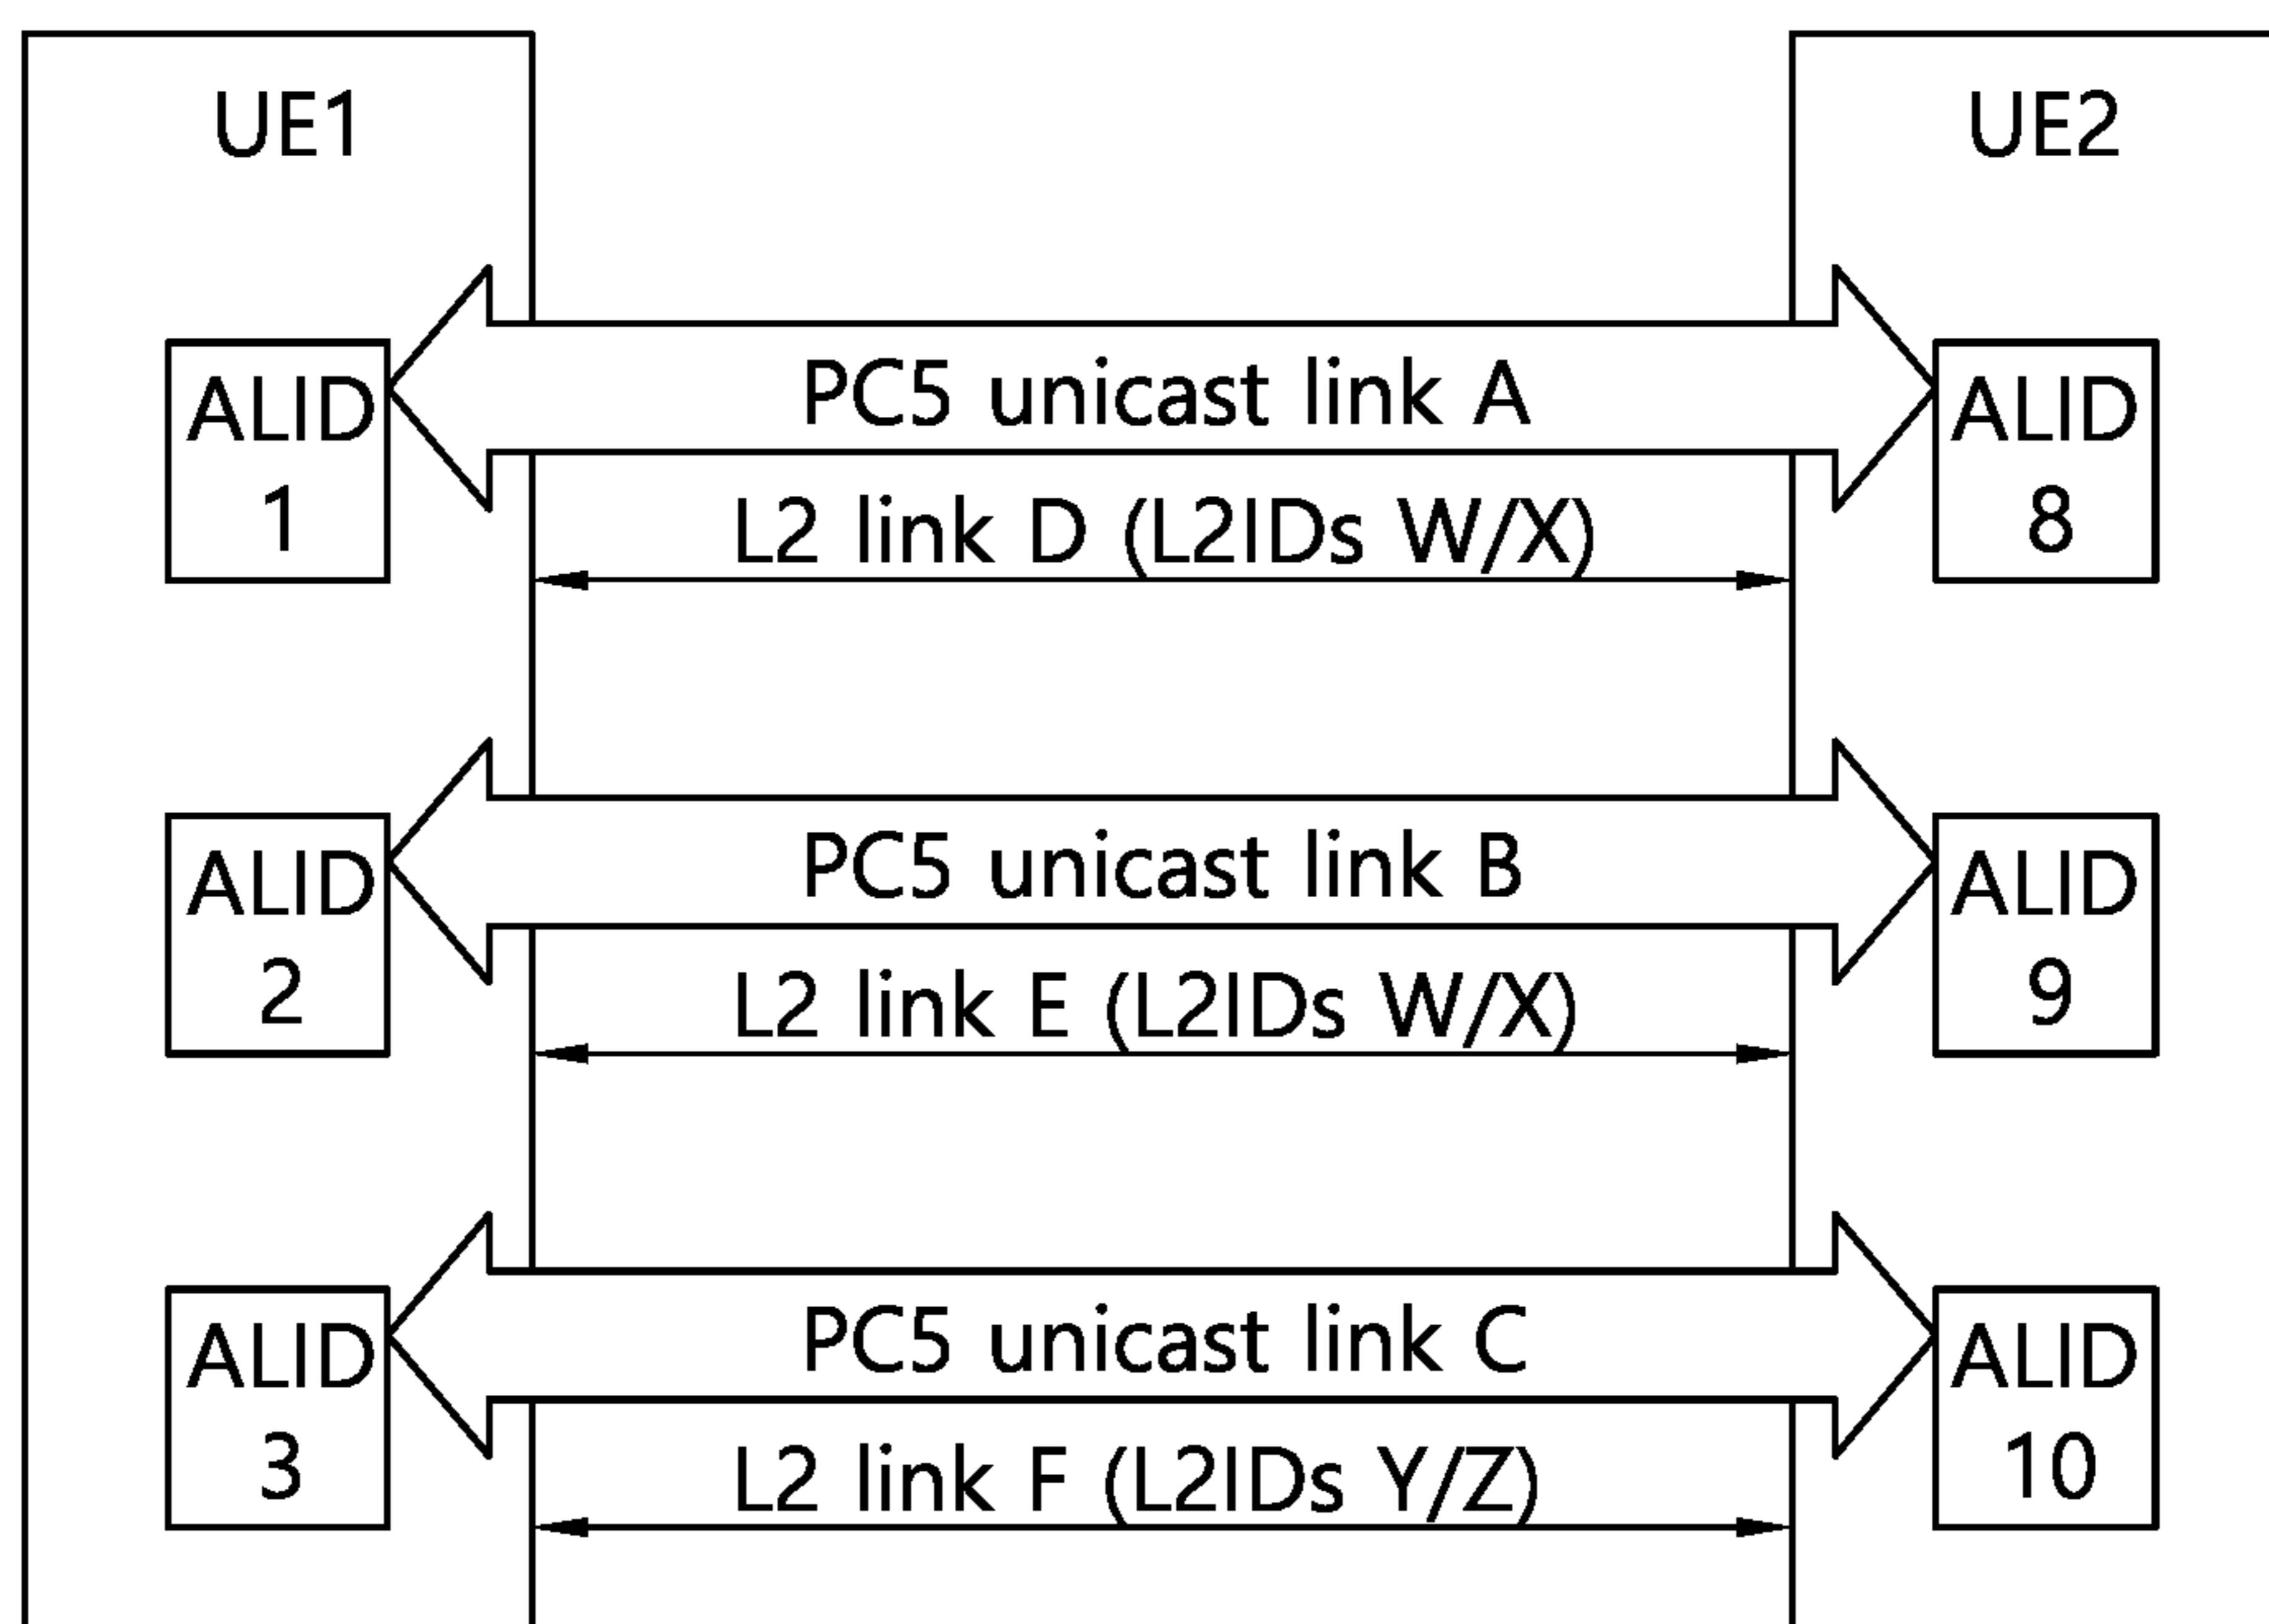 UE1
UE2
ALID
1
PC5 unicast link A
ALID
8
L2 link D (L2IDs W/X)
ALID
2
PC5 unicast link B
ALID
9
L2 link E (L2IDs W/X)
ALID
3
PC5 unicast link C
ALID
10
L2 link F (L2IDs Y/Z)